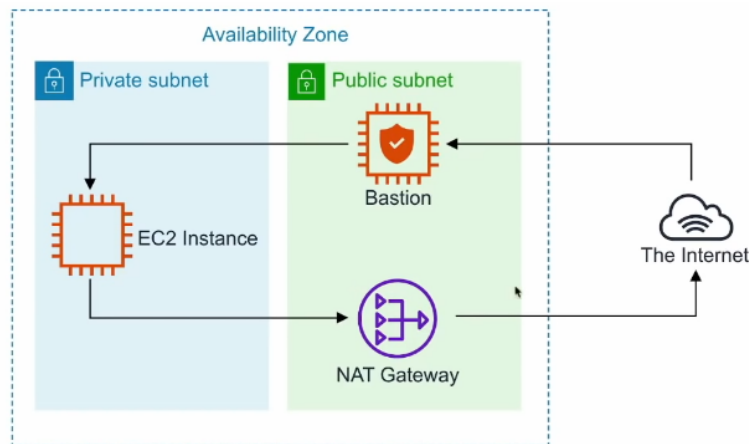 Availability Zone
Private subnet
Public subnet
Bastion
EC2 Instance
The Internet
NAT Gateway